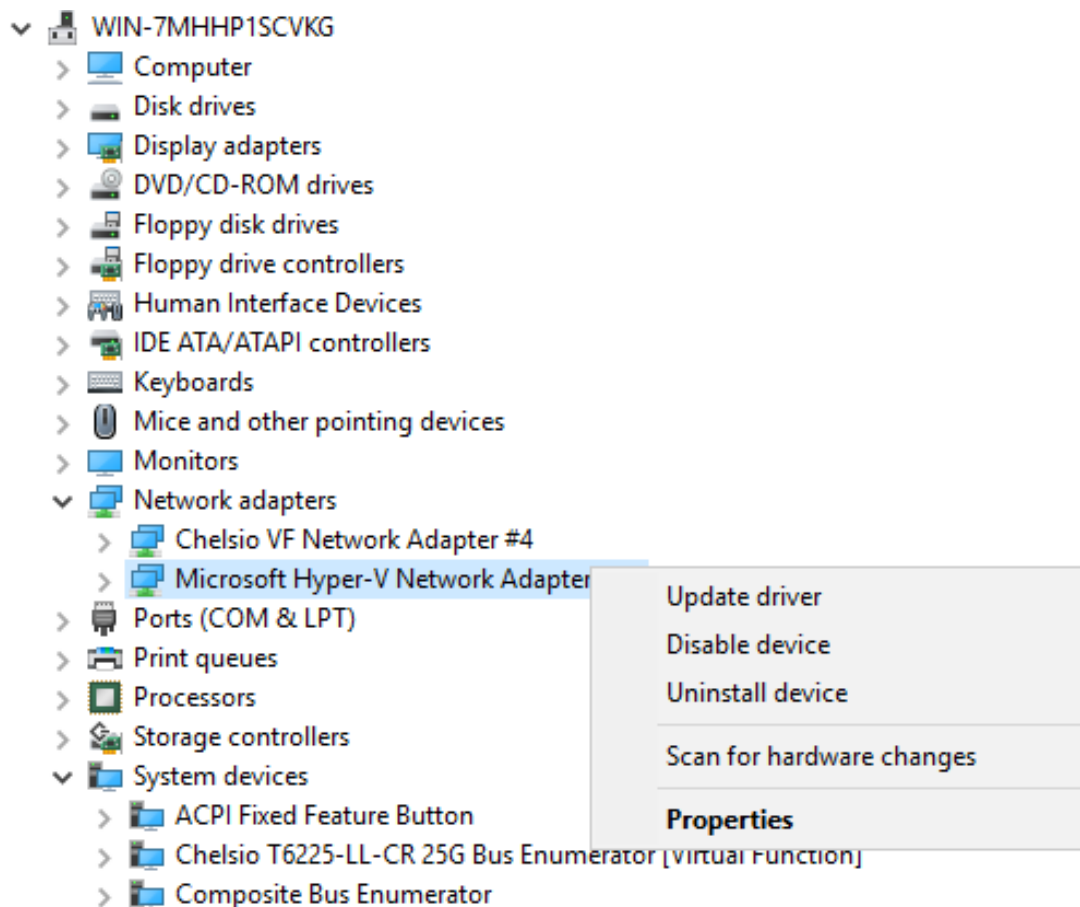 WIN-7MHHP1SCVKG
Computer
Disk drives
Display adapters
DVD/CD-ROM drives
Floppy disk drives
Floppy drive controllers
Human Interface Devices
IDE ATA/ATAPI controllers
Keyboards
Mice and other pointing devices
Monitors
Network adapters
Chelsio VF Network Adapter #4
Microsoft Hyper-V Network Adapter
Ports (COM & LPT)
Print queues
Processors
Storage controllers
System devices
ACPI Fixed Feature Button
Chelsio T6225-LL-CR 25G Bus Enumerator [Virtual Function]
Composite Bus Enumerator
Update driver
Disable device
Uninstall device
Scan for hardware changes
Properties